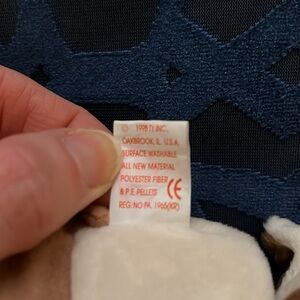 © 1998 TY INC.
OAKBROOK, IL. U.S.A.
SURFACE WASHABLE
ALL NEW MATERIAL
POLYESTER FIBER
& P.E. PELLETS CE
REG. NO PA. 1965(KR)